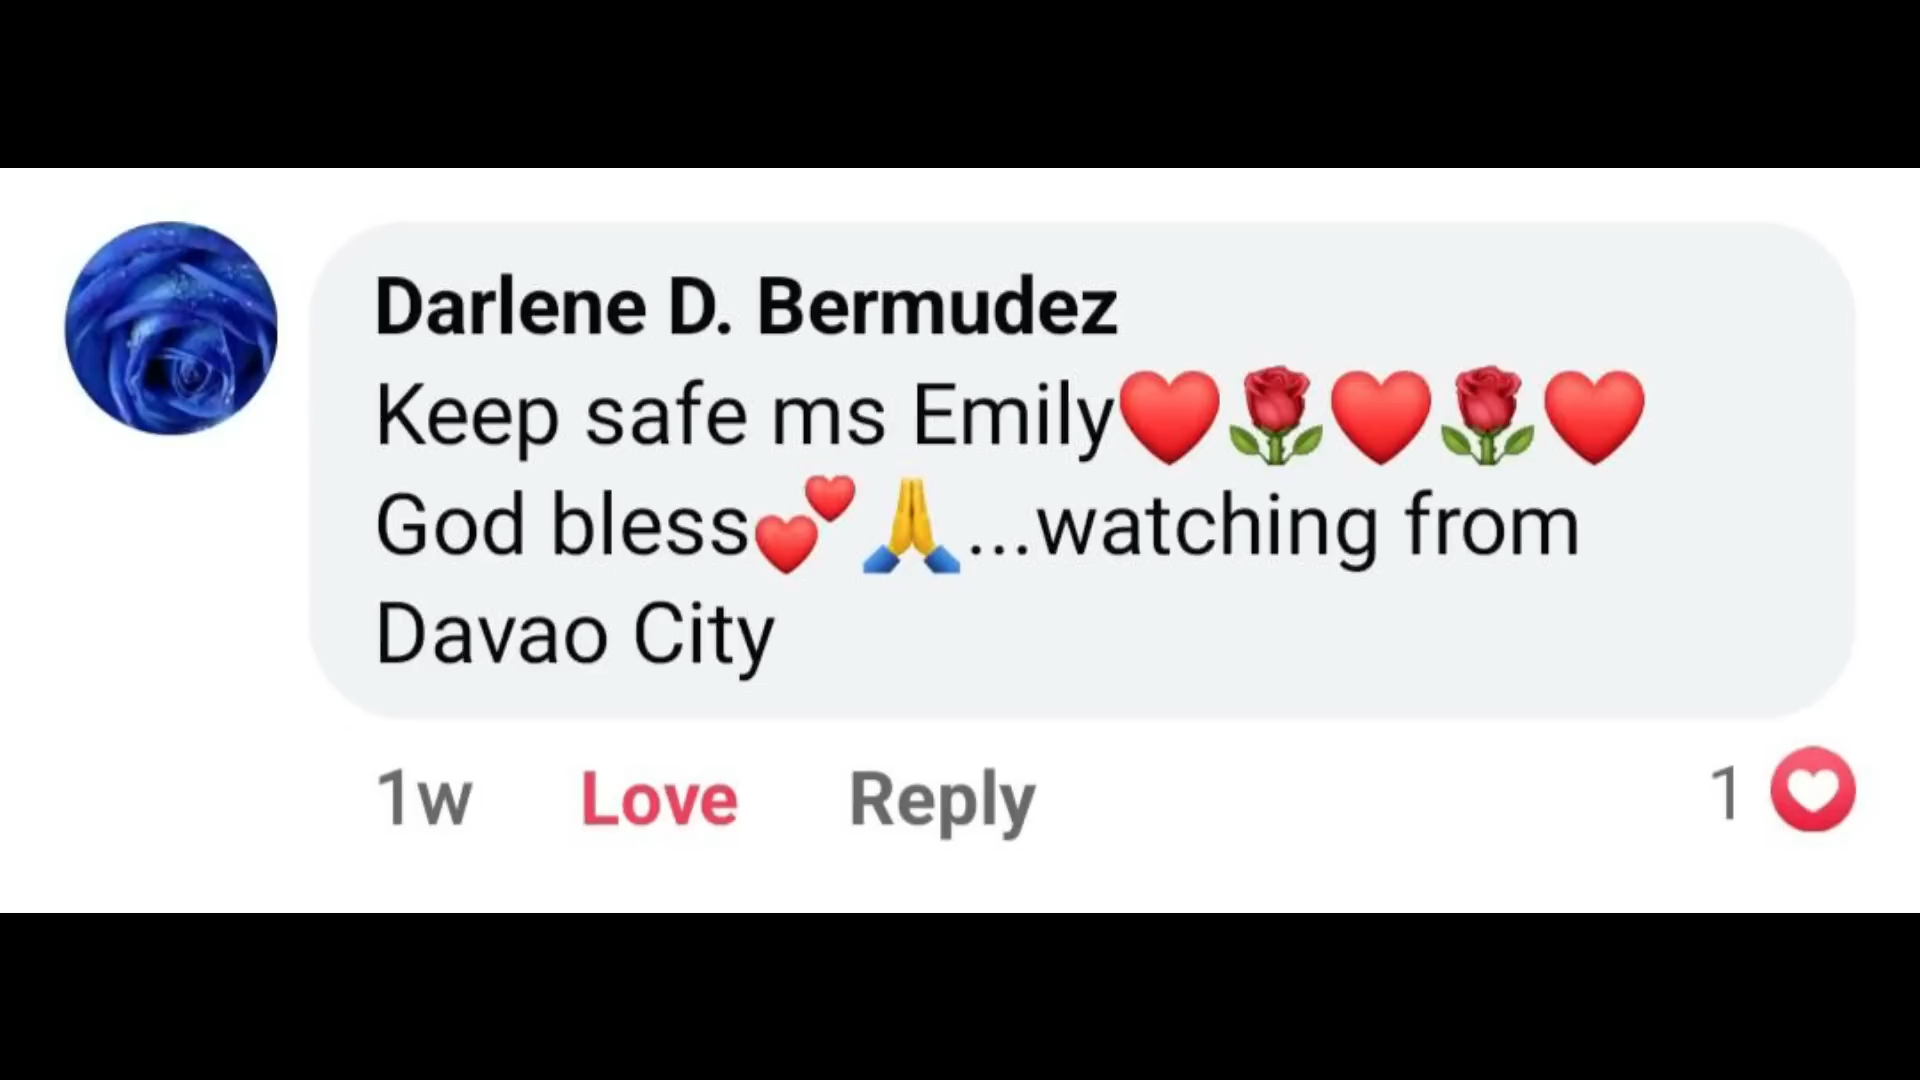 Darlene D. Bermudez
Keep safe ms Emily❤️🌹❤️🌹❤️
God bless💕🙏...watching from
Davao City
1w Love Reply 1